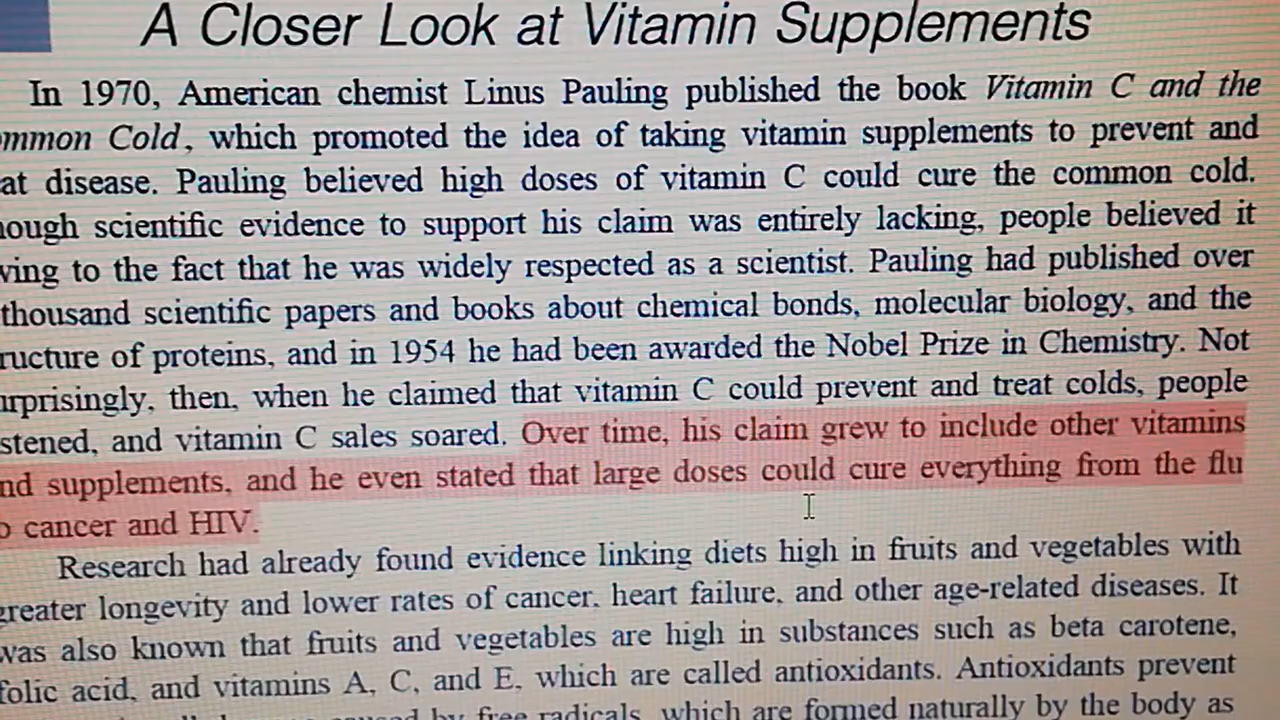 A Closer Look at Vitamin Supplements
In 1970, American chemist Linus Pauling published the book Vitamin C and the
mmon Cold, which promoted the idea of taking vitamin supplements to prevent and
at disease. Pauling believed high doses of vitamin C could cure the common cold.
ough scientific evidence to support his claim was entirely lacking, people believed it
ving to the fact that he was widely respected as a scientist. Pauling had published over
thousand scientific papers and books about chemical bonds, molecular biology, and the
ructure of proteins, and in 1954 he had been awarded the Nobel Prize in Chemistry. Not
urprisingly, then, when he claimed that vitamin C could prevent and treat colds, people
stened, and vitamin C sales soared. Over time, his claim grew to include other vitamins
nd supplements, and he even stated that large doses could cure everything from the flu
o cancer and HIV.
Research had already found evidence linking diets high in fruits and vegetables with
greater longevity and lower rates of cancer, heart failure, and other age-related diseases. It
was also known that fruits and vegetables are high in substances such as beta carotene,
folic acid, and vitamins A, C, and E, which are called antioxidants. Antioxidants prevent
by free radicals, which are formed naturally by the body as